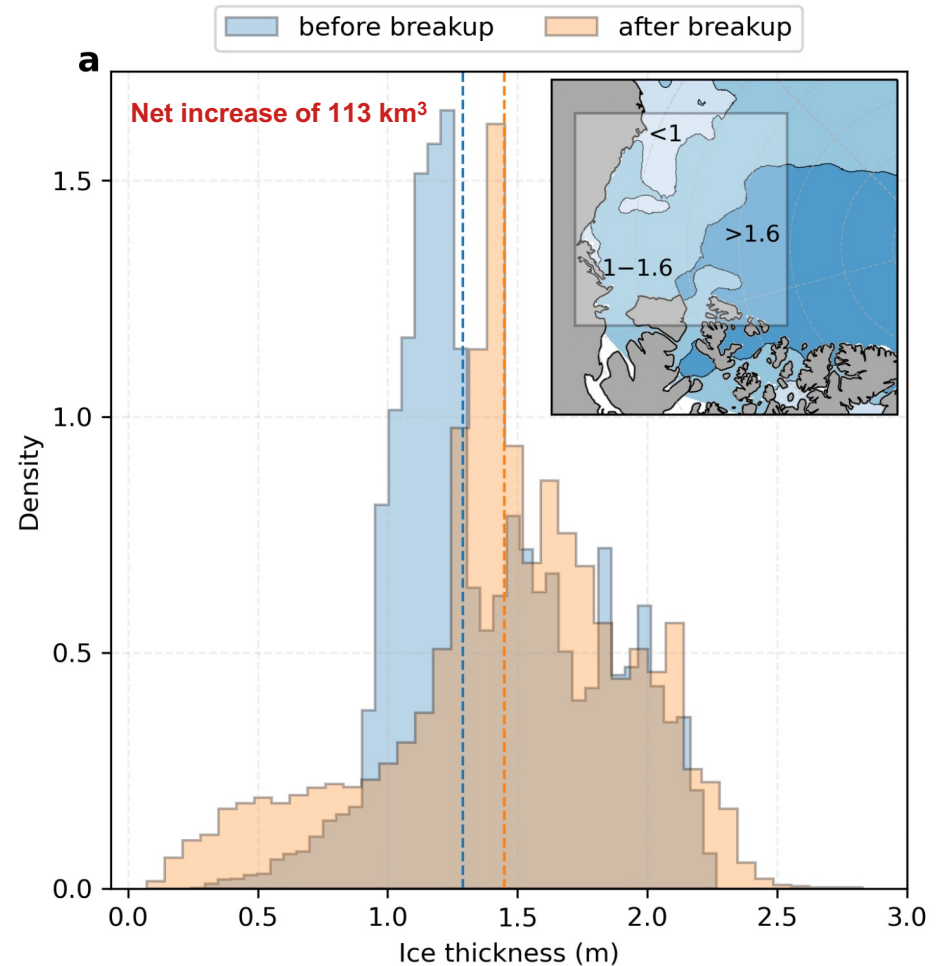 before breakup
after breakup
a
Net increase of 113 km³
<1
>1.6
1−1.6
1.5
1.0
0.5
0.0
Density
0.0 0.5 1.0 1.5 2.0 2.5 3.0
Ice thickness (m)